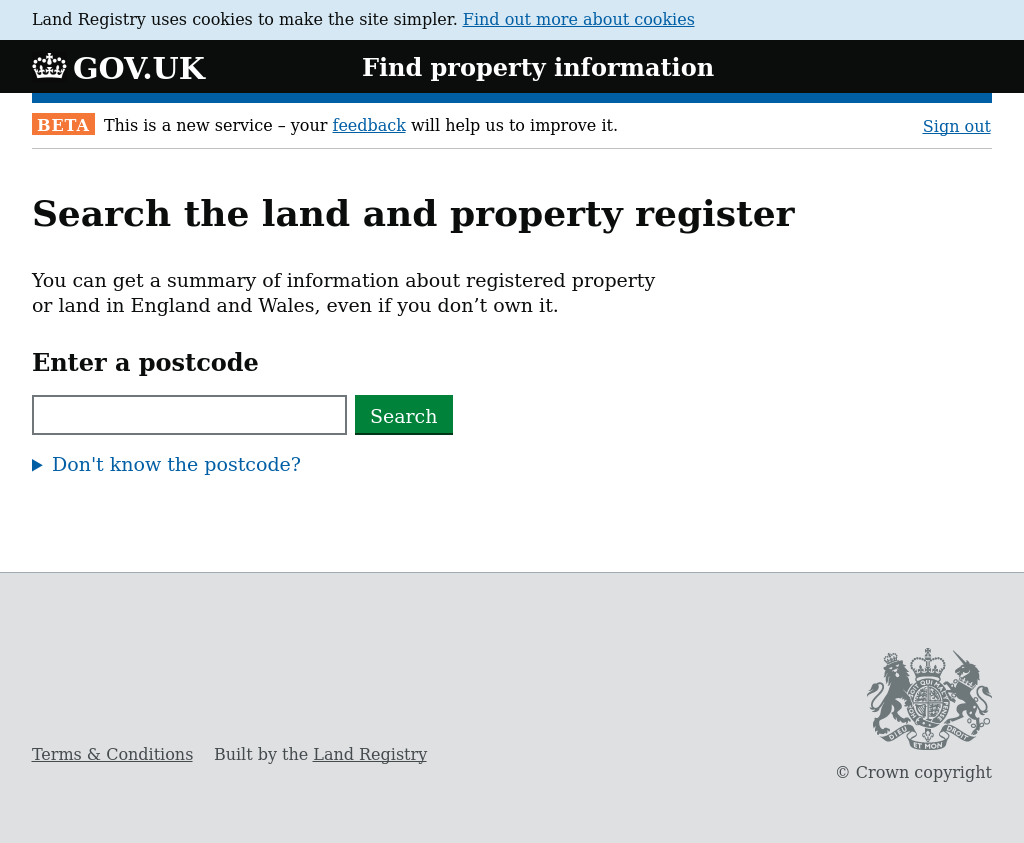 Land Registry uses cookies to make the site simpler. Find out more about cookies
GOV.UK
Find property information
BETA This is a new service – your feedback will help us to improve it.
Sign out
Search the land and property register
You can get a summary of information about registered property
or land in England and Wales, even if you don’t own it.
Enter a postcode
Search
Don't know the postcode?
DIEU ET MON DROIT
Terms & Conditions Built by the Land Registry
© Crown copyright